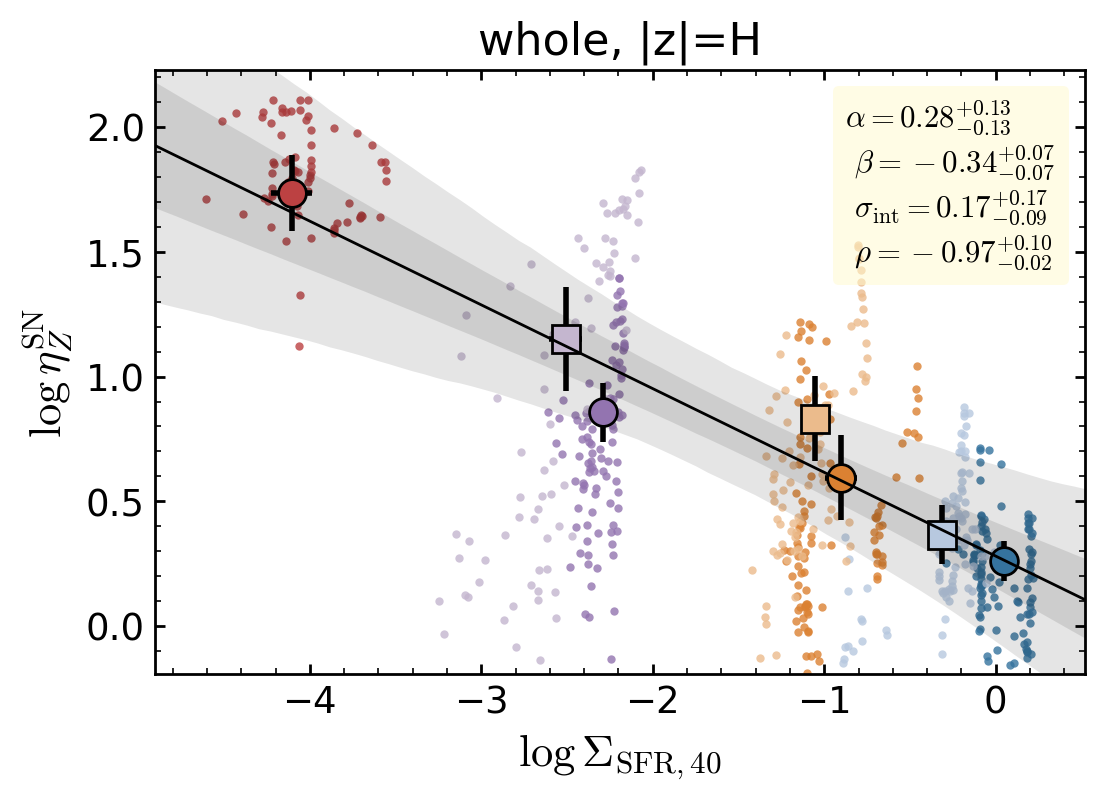 whole, |z|=H
α = 0.28 +0.13 −0.13
β = −0.34 +0.07 −0.07
σint = 0.17 +0.17 −0.09
ρ = −0.97 +0.10 −0.02
log η_Z^SN
2.0
1.5
1.0
0.5
0.0
−4 −3 −2 −1 0
log Σ_SFR, 40